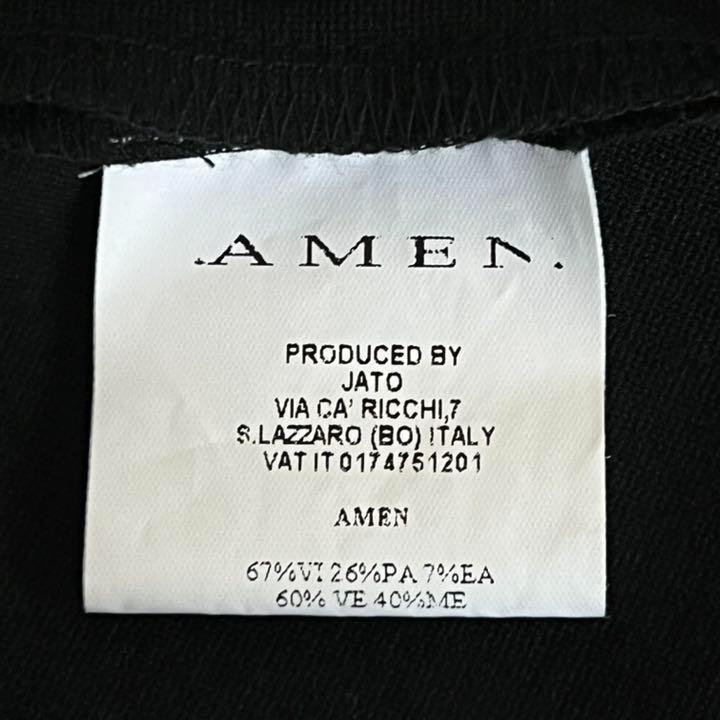 .AMEN.
PRODUCED BY
JATO
VIA CA' RICCHI,7
S.LAZZARO (BO) ITALY
VAT IT 0174751201
AMEN
67%VI 26%PA 7%EA
60% VE 40%ME